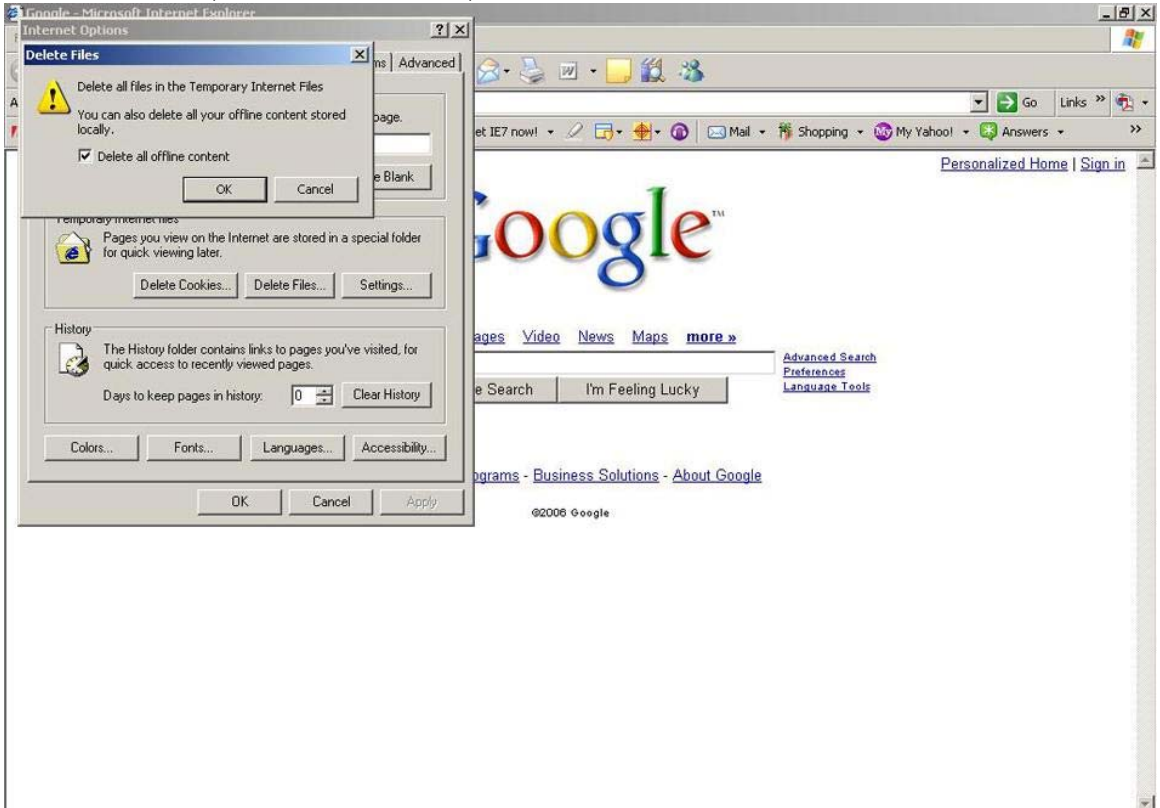 Google - Microsoft Internet Explorer
Internet Options
Delete Files
Advanced
Delete all files in the Temporary Internet Files
You can also delete all your offline content stored
locally.
Delete all offline content
OK Cancel
page.
Blank
Go Links »
et IE7 now! Mail Shopping My Yahoo! Answers »
Personalized Home | Sign in
Google™
Temporary Internet files
Pages you view on the Internet are stored in a special folder
for quick viewing later.
Delete Cookies... Delete Files... Settings...
History
The History folder contains links to pages you've visited, for
quick access to recently viewed pages.
Days to keep pages in history: 0 Clear History
Colors... Fonts... Languages... Accessibility...
OK Cancel Apply
ages Video News Maps more »
Advanced Search
Preferences
Language Tools
e Search I'm Feeling Lucky
ograms - Business Solutions - About Google
©2006 Google